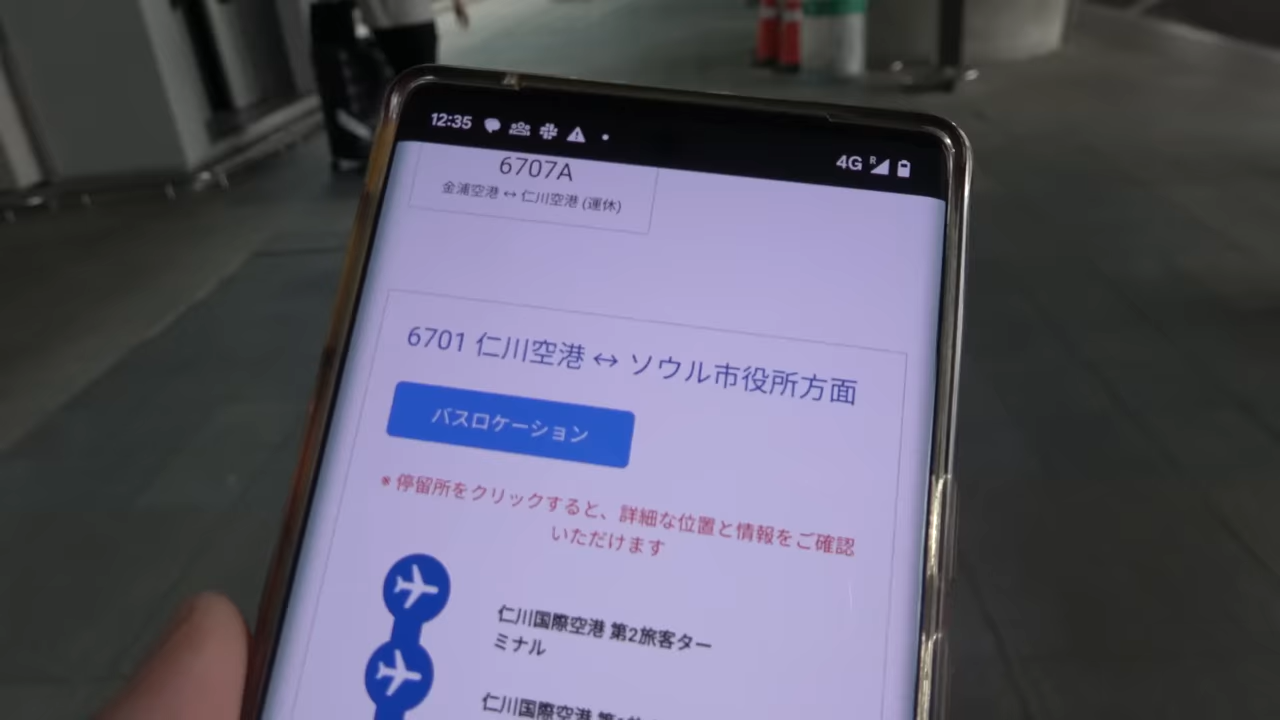 12:35
4G R
6707A
金浦空港 ↔ 仁川空港 (運休)
6701 仁川空港 ↔ ソウル市役所方面
バスロケーション
※ 停留所をクリックすると、詳細な位置と情報をご確認
いただけます
仁川国際空港 第2旅客ター
ミナル
仁川国際空港